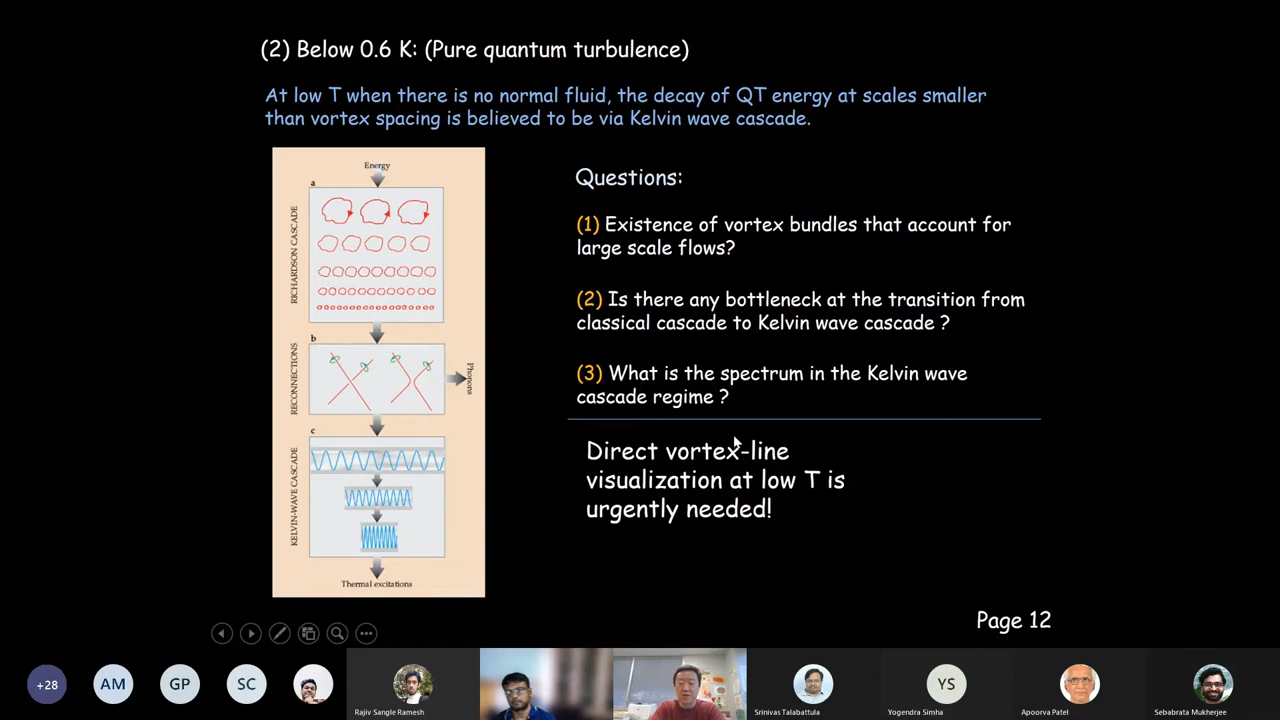 (2) Below 0.6 K: (Pure quantum turbulence)
At low T when there is no normal fluid, the decay of QT energy at scales smaller
than vortex spacing is believed to be via Kelvin wave cascade.
Energy
a
RICHARDSON CASCADE
b
RECONNECTIONS
Phonons
c
KELVIN-WAVE CASCADE
Thermal excitations
Questions:
(1) Existence of vortex bundles that account for
large scale flows?
(2) Is there any bottleneck at the transition from
classical cascade to Kelvin wave cascade ?
(3) What is the spectrum in the Kelvin wave
cascade regime ?
Direct vortex-line
visualization at low T is
urgently needed!
Page 12
+28
AM
GP
SC
Rajiv Sangle Ramesh
Srinivas Talabattula
YS
Yogendra Simha
Apoorva Patel
Sebabrata Mukherjee